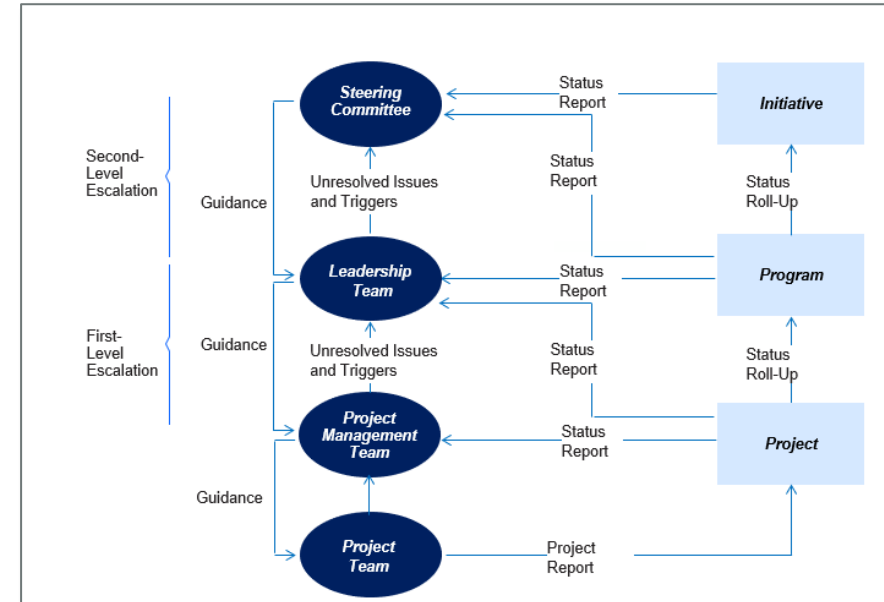 Steering
Committee
Status
Report
Initiative
Second-
Level
Escalation
Guidance
Unresolved Issues
and Triggers
Status
Report
Status
Roll-Up
Leadership
Team
Status
Report
Program
First-
Level
Escalation
Guidance
Unresolved Issues
and Triggers
Status
Report
Status
Roll-Up
Project
Management
Team
Status
Report
Project
Guidance
Project
Team
Project
Report